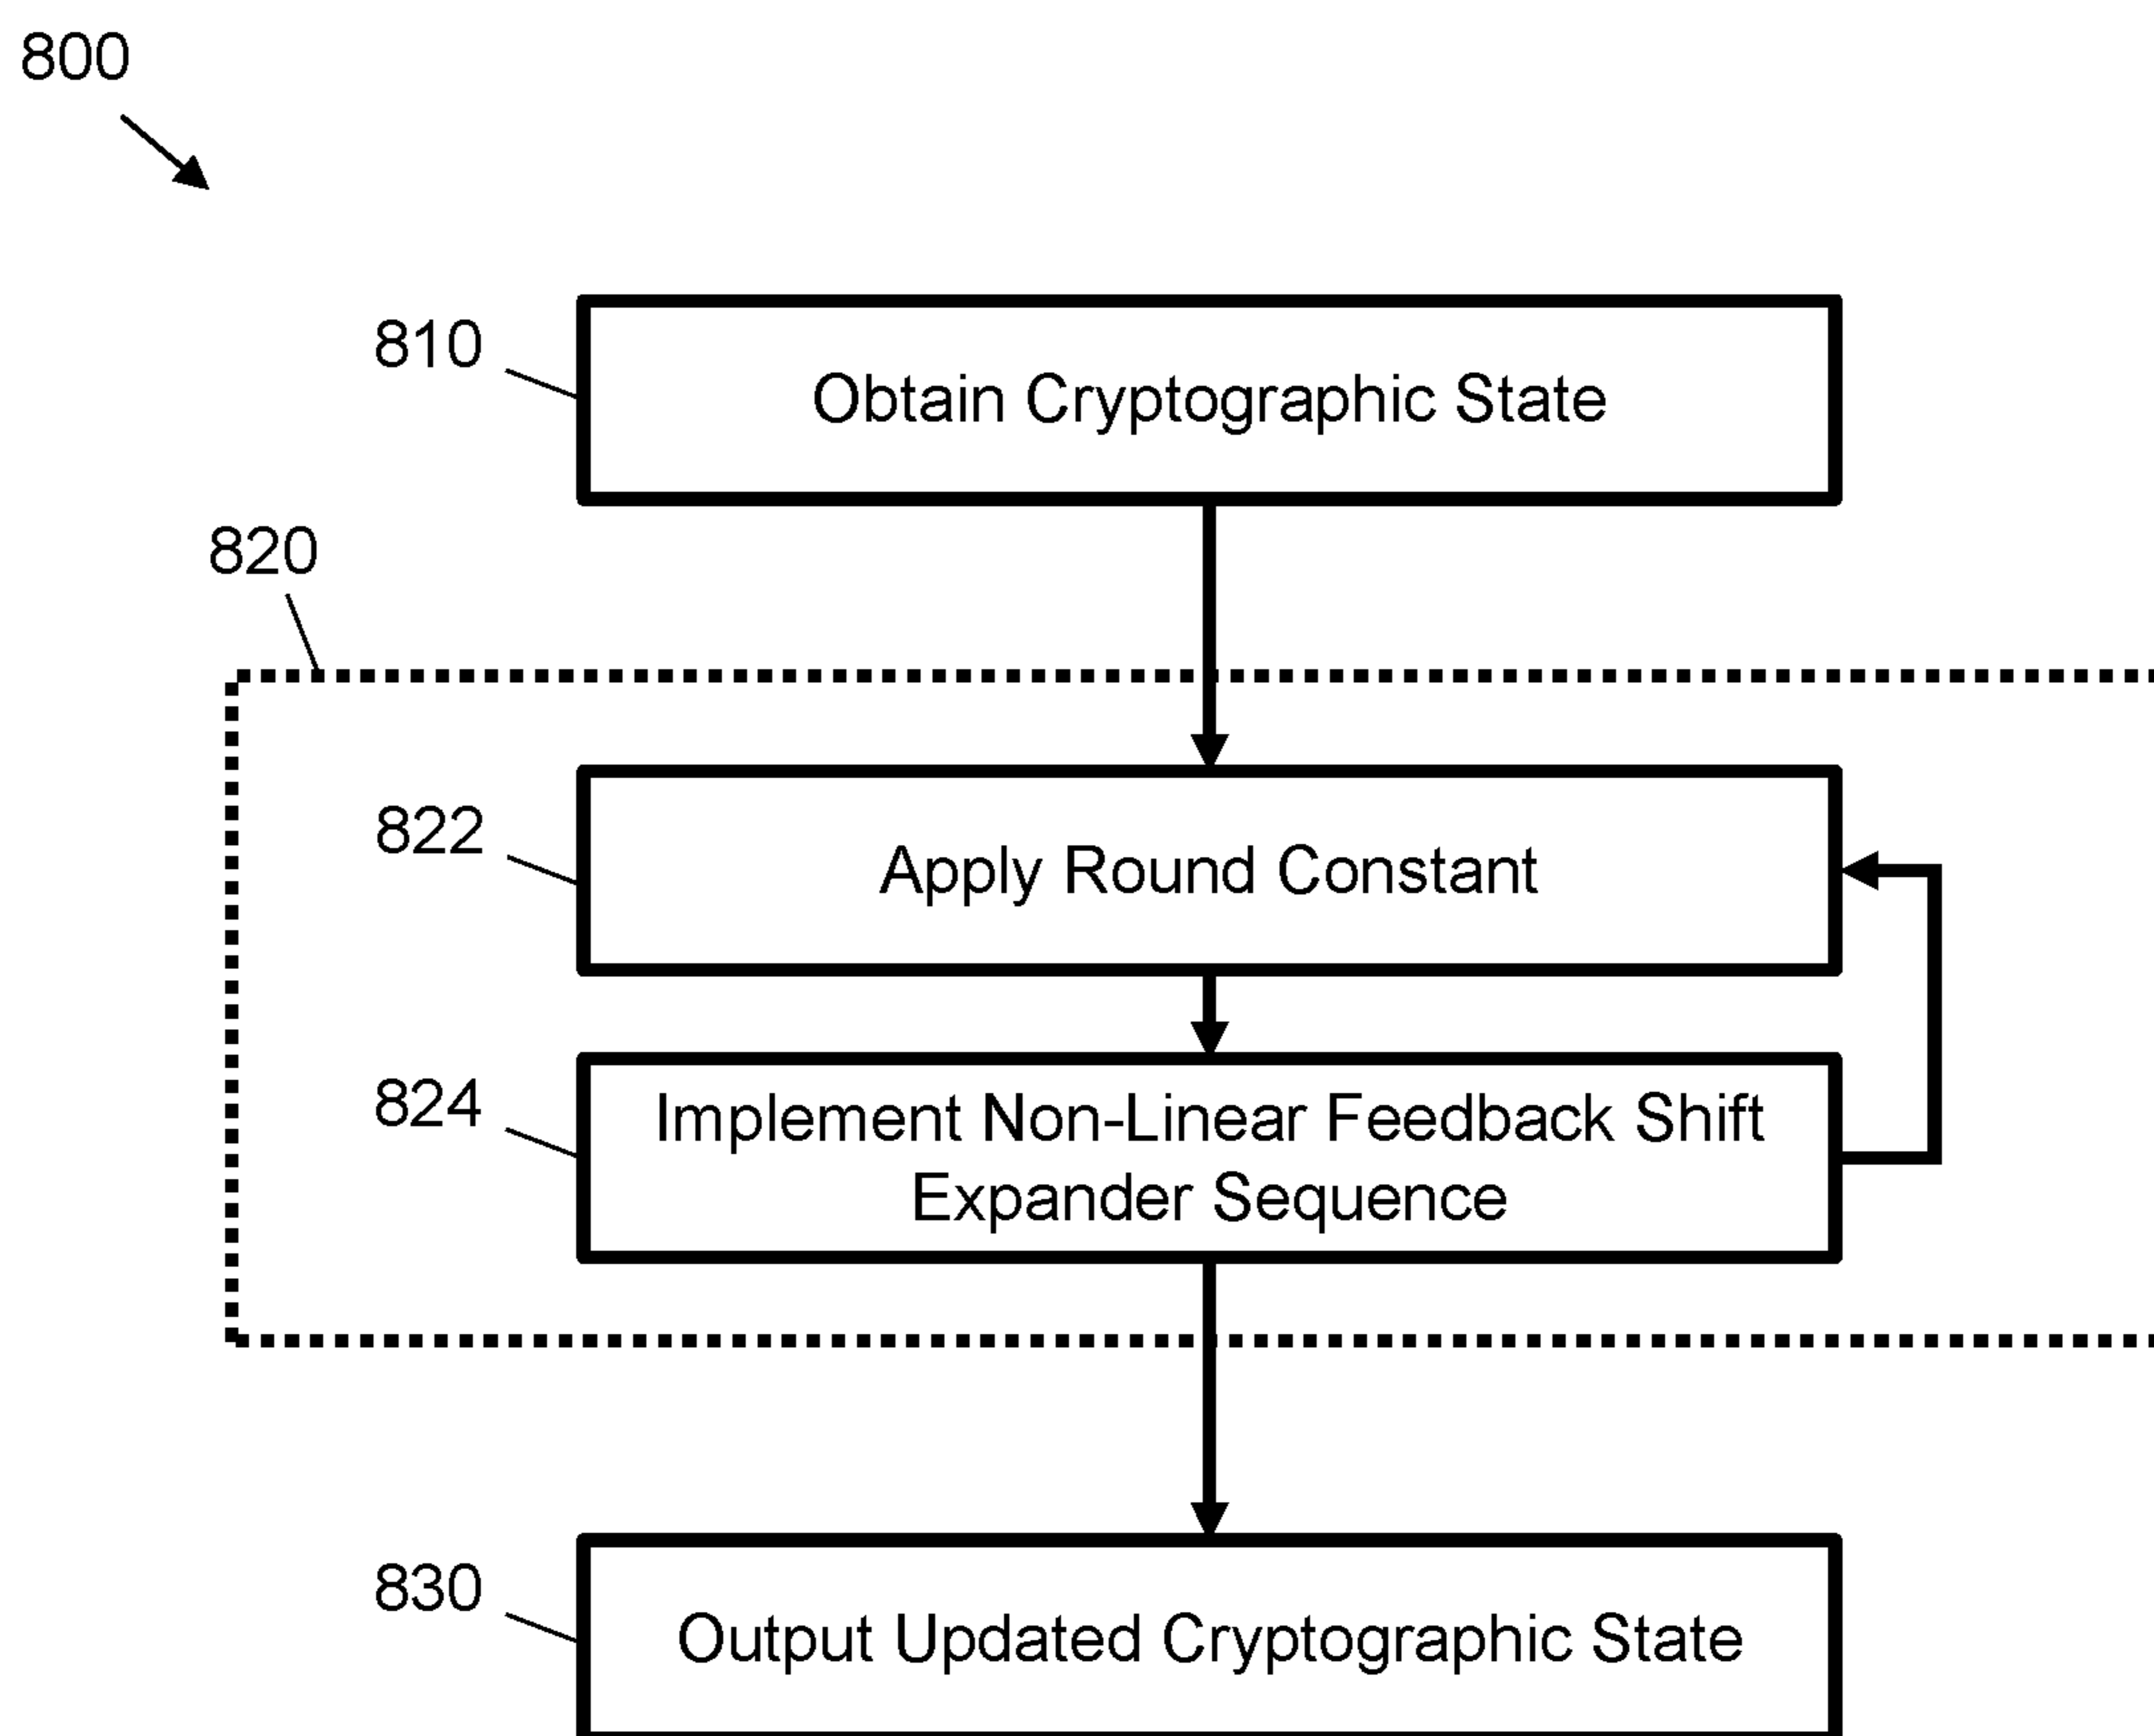 800
810
Obtain Cryptographic State
820
822
Apply Round Constant
824
Implement Non-Linear Feedback Shift
Expander Sequence
830
Output Updated Cryptographic State